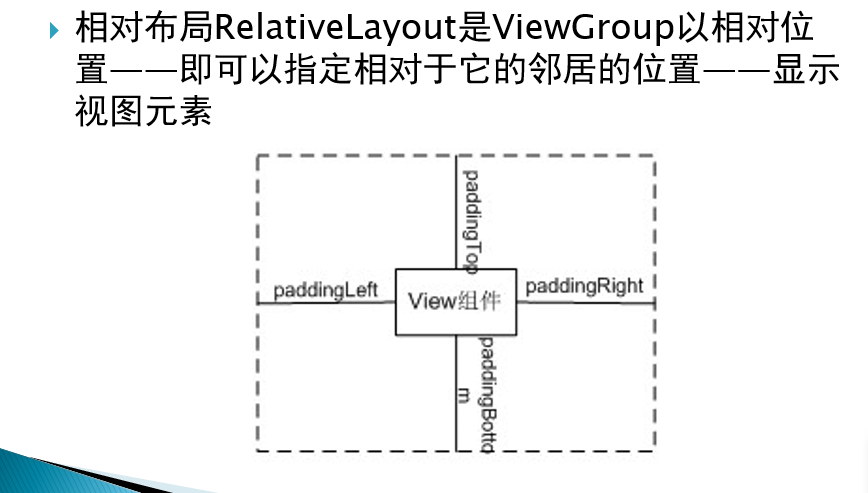 相对布局RelativeLayout是ViewGroup以相对位
置——即可以指定相对于它的邻居的位置——显示
视图元素
paddingTop
paddingLeft
View组件
paddingRight
paddingBotto
m